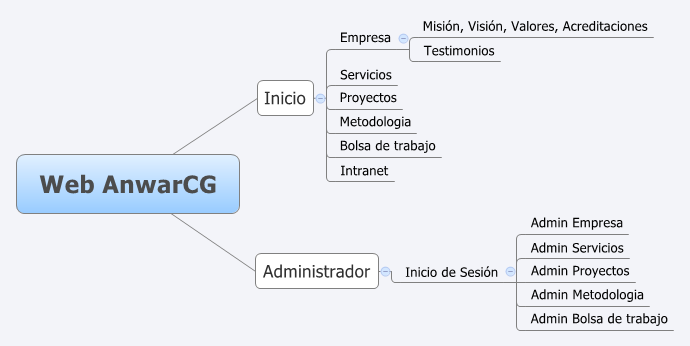 Web AnwarCG
Inicio
Empresa
Misión, Visión, Valores, Acreditaciones
Testimonios
Servicios
Proyectos
Metodologia
Bolsa de trabajo
Intranet
Administrador
Inicio de Sesión
Admin Empresa
Admin Servicios
Admin Proyectos
Admin Metodologia
Admin Bolsa de trabajo